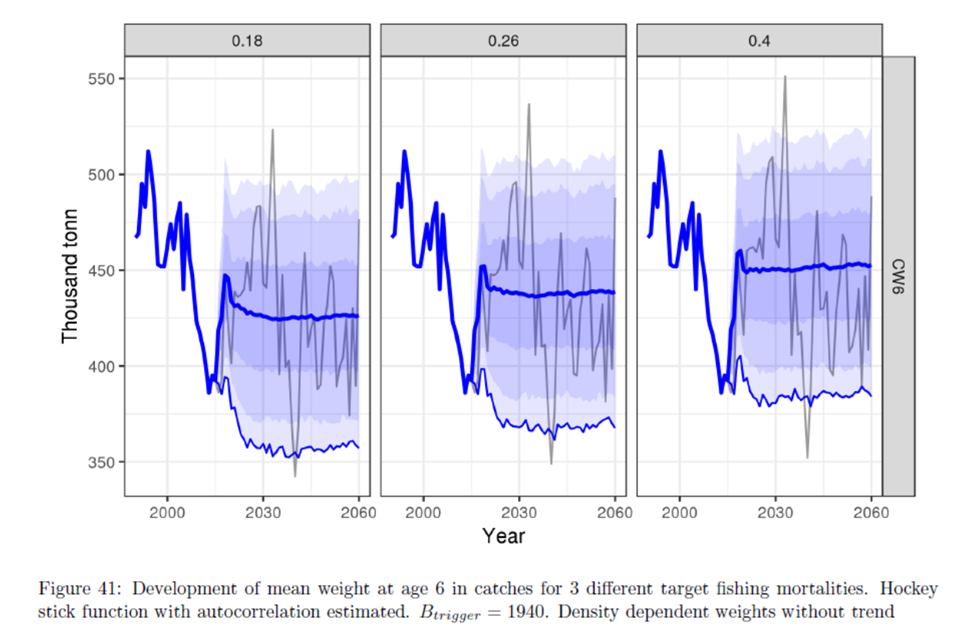 0.18 0.26 0.4
550
500
450
400
350
Thousand tonn
CW6
2000 2030 2060 2000 2030 2060 2000 2030 2060
Year
Figure 41: Development of mean weight at age 6 in catches for 3 different target fishing mortalities. Hockey
stick function with autocorrelation estimated. Btrigger = 1940. Density dependent weights without trend